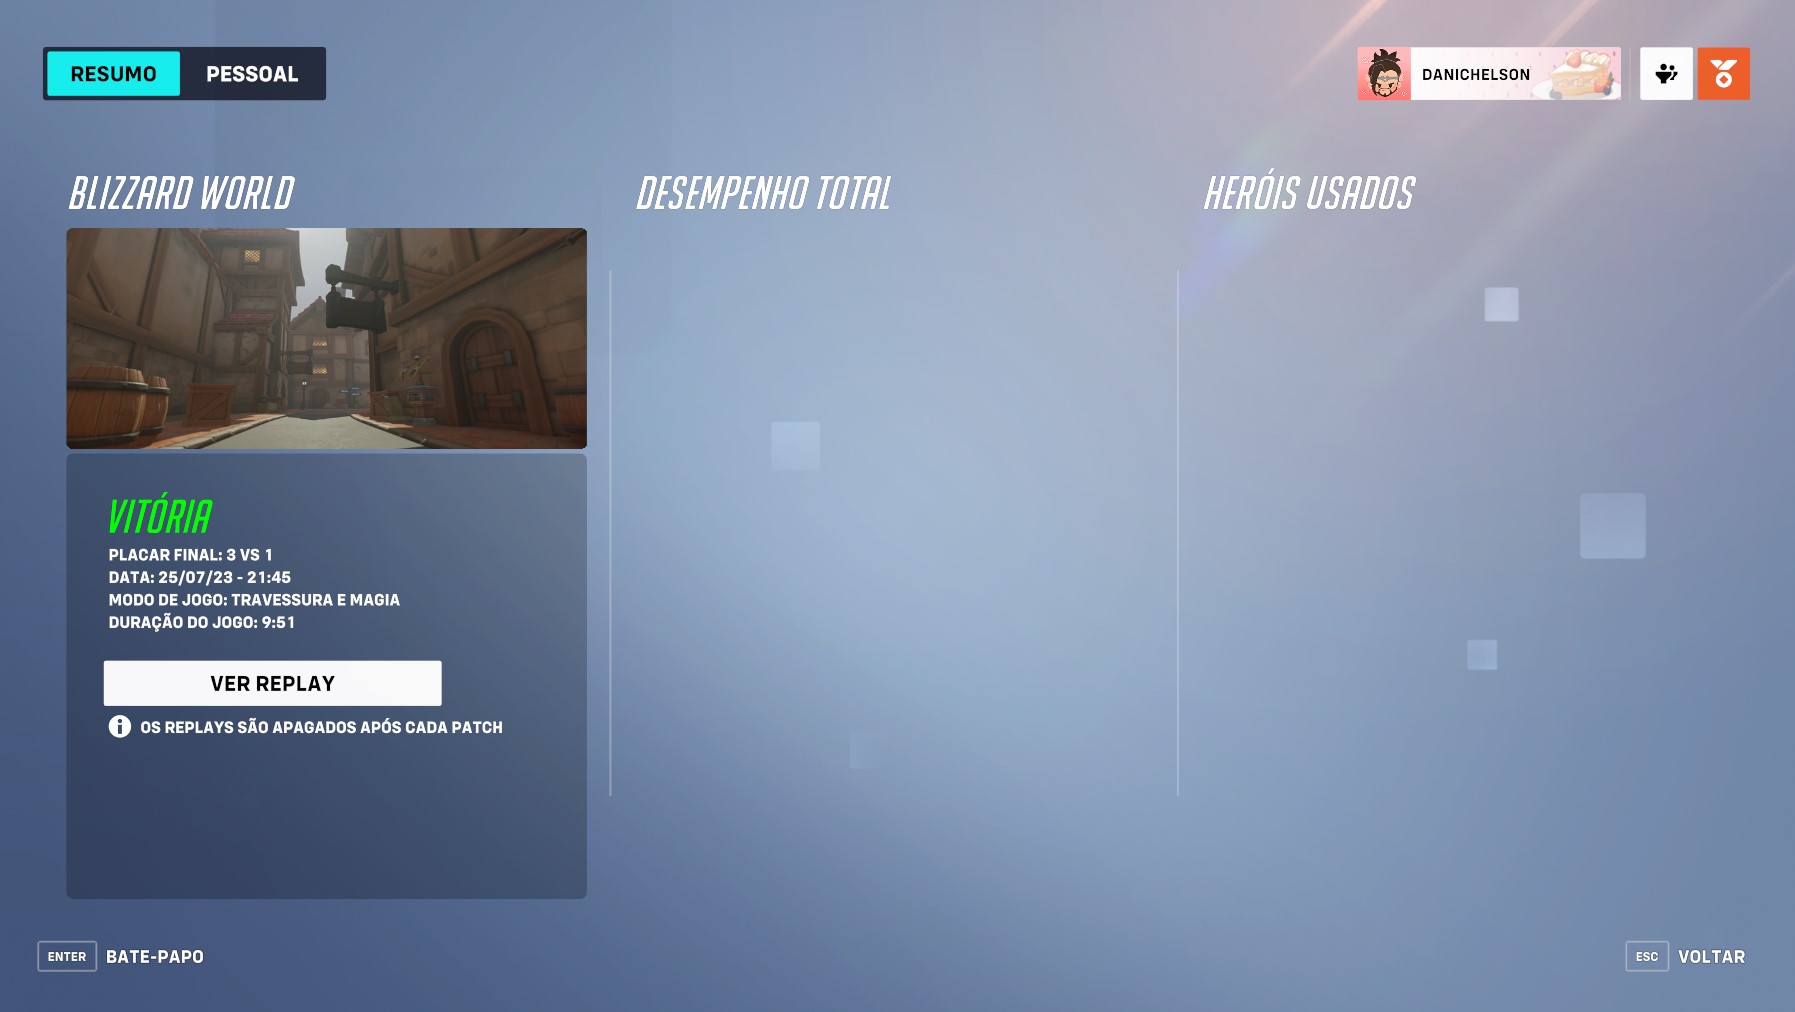 RESUMO
PESSOAL
DANICHELSON
BLIZZARD WORLD
DESEMPENHO TOTAL
HERÓIS USADOS
VITÓRIA
PLACAR FINAL: 3 VS 1
DATA: 25/07/23 - 21:45
MODO DE JOGO: TRAVESSURA E MAGIA
DURAÇÃO DO JOGO: 9:51
VER REPLAY
OS REPLAYS SÃO APAGADOS APÓS CADA PATCH
ENTER BATE-PAPO
ESC VOLTAR